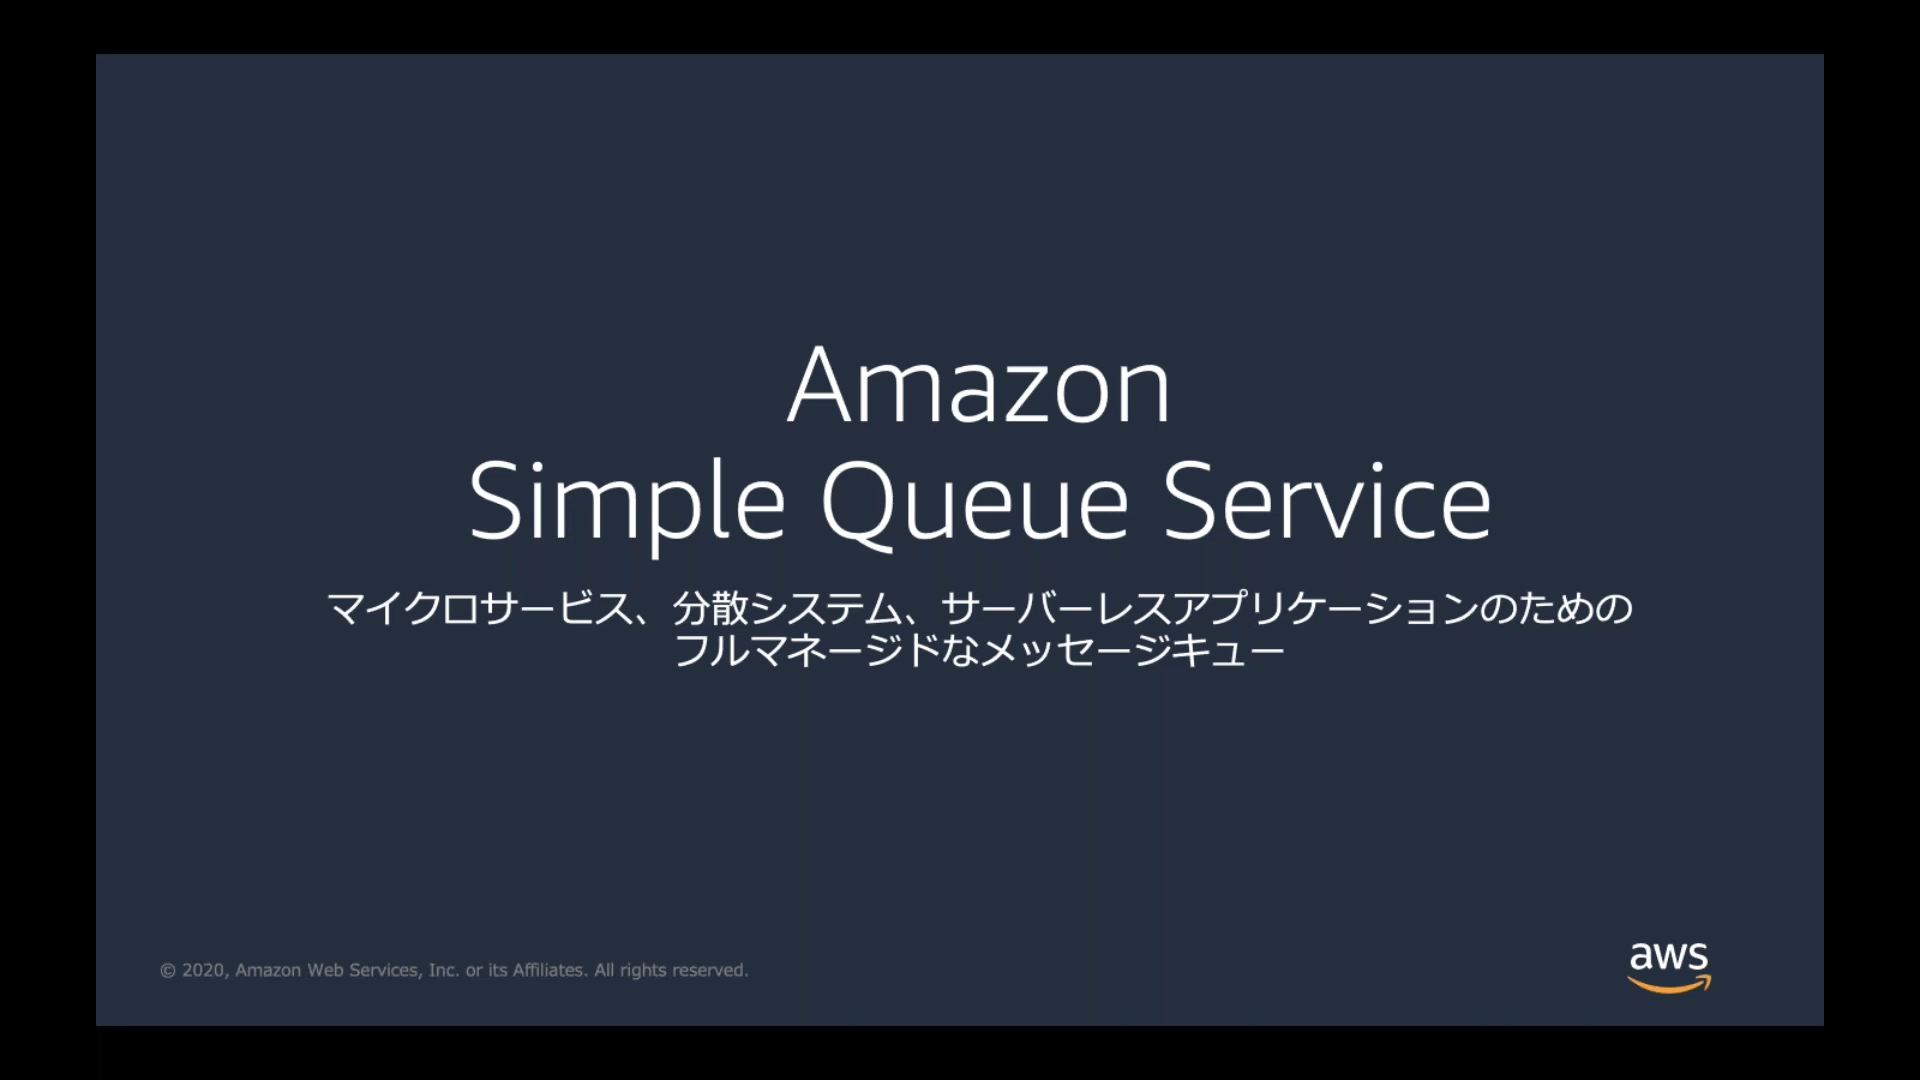 Amazon
Simple Queue Service
マイクロサービス、分散システム、サーバーレスアプリケーションのための
フルマネージドなメッセージキュー
© 2020, Amazon Web Services, Inc. or its Affiliates. All rights reserved.
aws